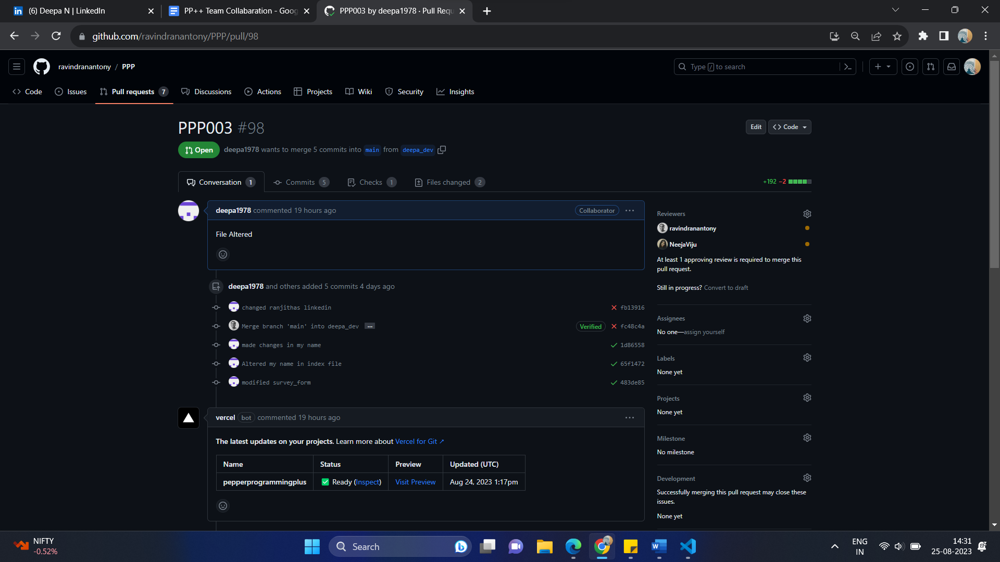 (6) Deepa N | LinkedIn
PP++ Team Collabaration - Goog
PPP003 by deepa1978 · Pull Requ
github.com/ravindranantony/PPP/pull/98
ravindranantony / PPP
Type / to search
Code
Issues
Pull requests 7
Discussions
Actions
Projects
Wiki
Security
Insights
PPP003 #98
Edit
Code
Open
deepa1978 wants to merge 5 commits into main from deepa_dev
Conversation 1
Commits 5
Checks 1
Files changed 2
+192 −2
deepa1978 commented 19 hours ago
Collaborator
File Altered
deepa1978 and others added 5 commits 4 days ago
changed ranjithas linkedin
fb13916
Merge branch 'main' into deepa_dev ...
Verified
fc48c4a
made changes in my name
1d86558
Altered my name in index file
65f1472
modified survey_form
483de85
vercel bot commented 19 hours ago
The latest updates on your projects. Learn more about Vercel for Git ↗
Name Status Preview Updated (UTC)
pepperprogrammingplus ✅ Ready (Inspect) Visit Preview Aug 24, 2023 1:17pm
Reviewers
ravindranantony
NeejaViju
At least 1 approving review is required to merge this
pull request.
Still in progress? Convert to draft
Assignees
No one—assign yourself
Labels
None yet
Projects
None yet
Milestone
No milestone
Development
Successfully merging this pull request may close these
issues.
None yet
NIFTY
-0.52%
Search
ENG
IN
14:31
25-08-2023